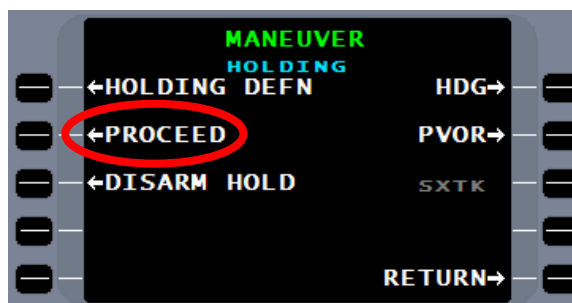 MANEUVER
HOLDING
←HOLDING DEFN HDG→
←PROCEED PVOR→
←DISARM HOLD SXTK
RETURN→